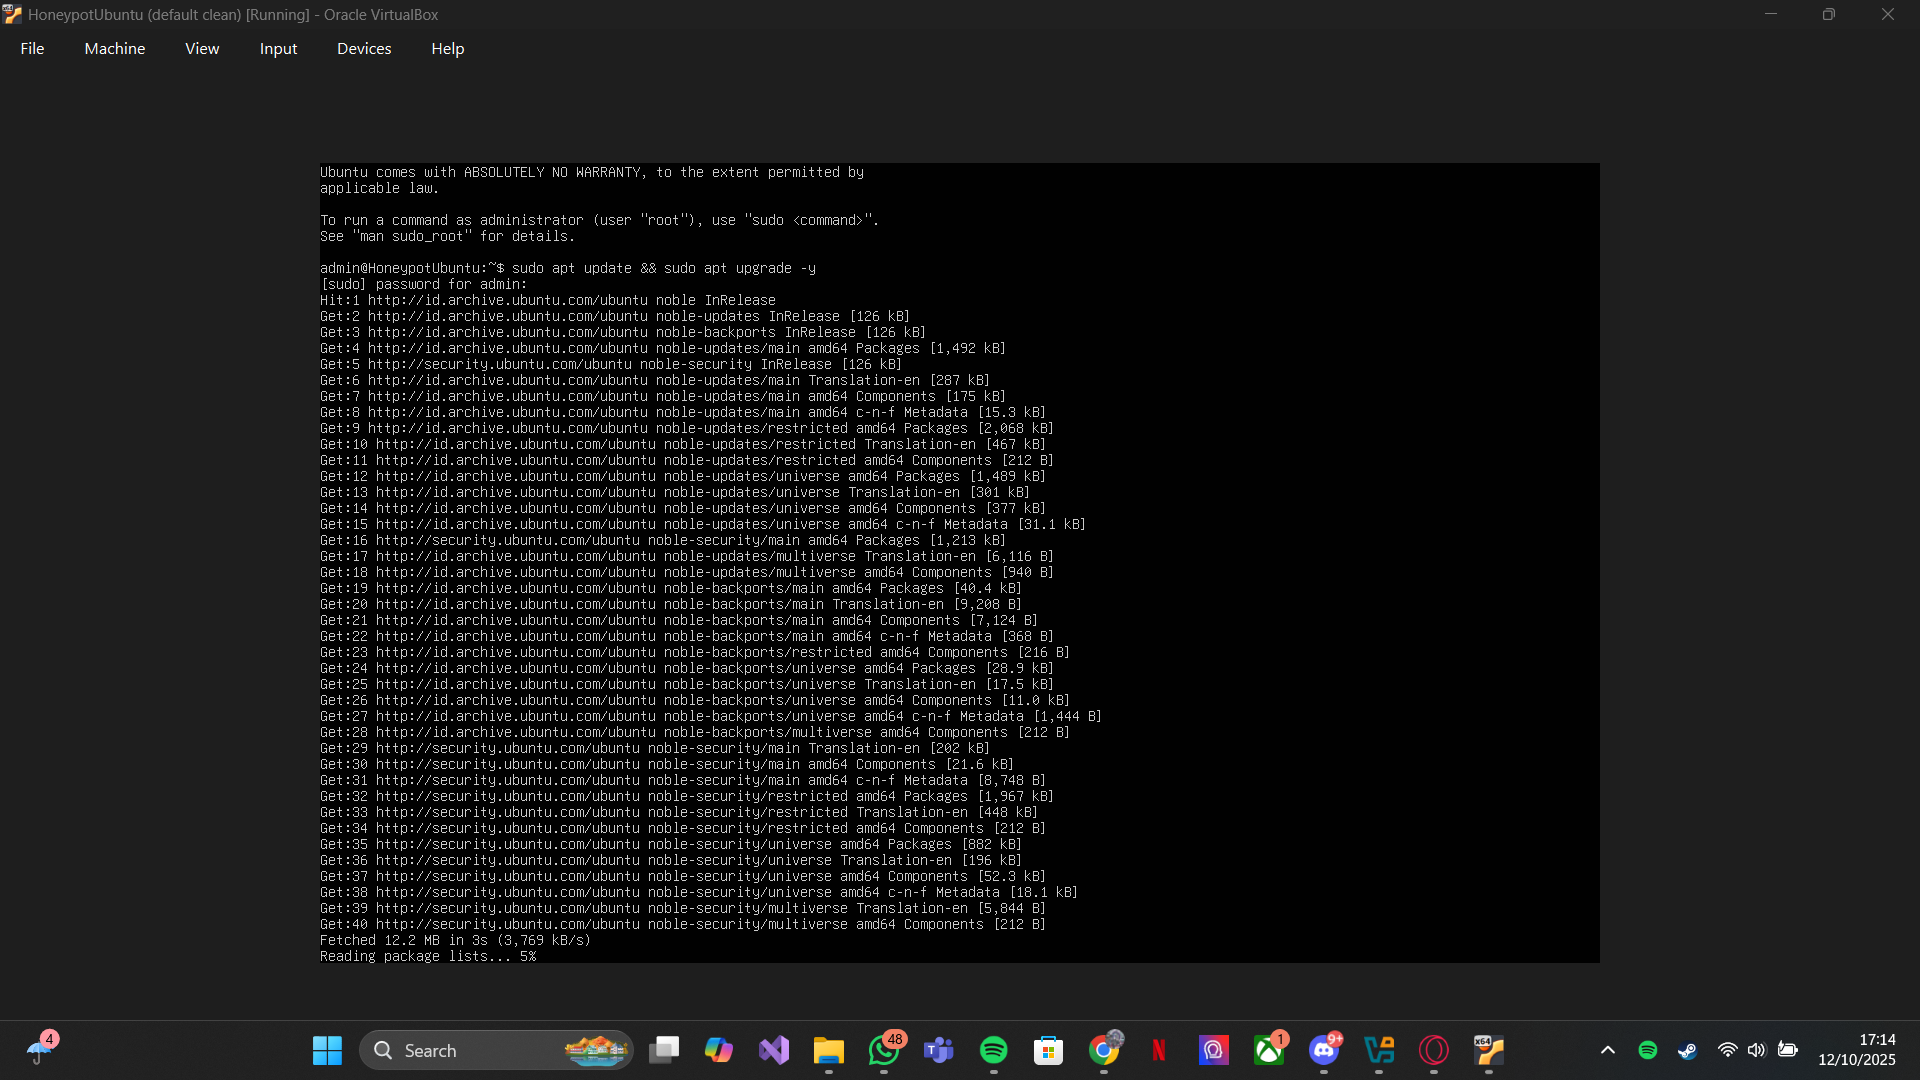 HoneypotUbuntu (default clean) [Running] - Oracle VirtualBox
File Machine View Input Devices Help
Ubuntu comes with ABSOLUTELY NO WARRANTY, to the extent permitted by
applicable law.
To run a command as administrator (user "root"), use "sudo <command>".
See "man sudo_root" for details.
admin@HoneypotUbuntu:~$ sudo apt update && sudo apt upgrade -y
[sudo] password for admin:
Hit:1 http://id.archive.ubuntu.com/ubuntu noble InRelease
Get:2 http://id.archive.ubuntu.com/ubuntu noble-updates InRelease [126 kB]
Get:3 http://id.archive.ubuntu.com/ubuntu noble-backports InRelease [126 kB]
Get:4 http://id.archive.ubuntu.com/ubuntu noble-updates/main amd64 Packages [1,492 kB]
Get:5 http://security.ubuntu.com/ubuntu noble-security InRelease [126 kB]
Get:6 http://id.archive.ubuntu.com/ubuntu noble-updates/main Translation-en [287 kB]
Get:7 http://id.archive.ubuntu.com/ubuntu noble-updates/main amd64 Components [175 kB]
Get:8 http://id.archive.ubuntu.com/ubuntu noble-updates/main amd64 c-n-f Metadata [15.3 kB]
Get:9 http://id.archive.ubuntu.com/ubuntu noble-updates/restricted amd64 Packages [2,068 kB]
Get:10 http://id.archive.ubuntu.com/ubuntu noble-updates/restricted Translation-en [467 kB]
Get:11 http://id.archive.ubuntu.com/ubuntu noble-updates/restricted amd64 Components [212 B]
Get:12 http://id.archive.ubuntu.com/ubuntu noble-updates/universe amd64 Packages [1,489 kB]
Get:13 http://id.archive.ubuntu.com/ubuntu noble-updates/universe Translation-en [301 kB]
Get:14 http://id.archive.ubuntu.com/ubuntu noble-updates/universe amd64 Components [377 kB]
Get:15 http://id.archive.ubuntu.com/ubuntu noble-updates/universe amd64 c-n-f Metadata [31.1 kB]
Get:16 http://security.ubuntu.com/ubuntu noble-security/main amd64 Packages [1,213 kB]
Get:17 http://id.archive.ubuntu.com/ubuntu noble-updates/multiverse Translation-en [6,116 B]
Get:18 http://id.archive.ubuntu.com/ubuntu noble-updates/multiverse amd64 Components [940 B]
Get:19 http://id.archive.ubuntu.com/ubuntu noble-backports/main amd64 Packages [40.4 kB]
Get:20 http://id.archive.ubuntu.com/ubuntu noble-backports/main Translation-en [9,208 B]
Get:21 http://id.archive.ubuntu.com/ubuntu noble-backports/main amd64 Components [7,124 B]
Get:22 http://id.archive.ubuntu.com/ubuntu noble-backports/main amd64 c-n-f Metadata [368 B]
Get:23 http://id.archive.ubuntu.com/ubuntu noble-backports/restricted amd64 Components [216 B]
Get:24 http://id.archive.ubuntu.com/ubuntu noble-backports/universe amd64 Packages [28.9 kB]
Get:25 http://id.archive.ubuntu.com/ubuntu noble-backports/universe Translation-en [17.5 kB]
Get:26 http://id.archive.ubuntu.com/ubuntu noble-backports/universe amd64 Components [11.0 kB]
Get:27 http://id.archive.ubuntu.com/ubuntu noble-backports/universe amd64 c-n-f Metadata [1,444 B]
Get:28 http://id.archive.ubuntu.com/ubuntu noble-backports/multiverse amd64 Components [212 B]
Get:29 http://security.ubuntu.com/ubuntu noble-security/main Translation-en [202 kB]
Get:30 http://security.ubuntu.com/ubuntu noble-security/main amd64 Components [21.6 kB]
Get:31 http://security.ubuntu.com/ubuntu noble-security/main amd64 c-n-f Metadata [8,748 B]
Get:32 http://security.ubuntu.com/ubuntu noble-security/restricted amd64 Packages [1,967 kB]
Get:33 http://security.ubuntu.com/ubuntu noble-security/restricted Translation-en [448 kB]
Get:34 http://security.ubuntu.com/ubuntu noble-security/restricted amd64 Components [212 B]
Get:35 http://security.ubuntu.com/ubuntu noble-security/universe amd64 Packages [882 kB]
Get:36 http://security.ubuntu.com/ubuntu noble-security/universe Translation-en [196 kB]
Get:37 http://security.ubuntu.com/ubuntu noble-security/universe amd64 Components [52.3 kB]
Get:38 http://security.ubuntu.com/ubuntu noble-security/universe amd64 c-n-f Metadata [18.1 kB]
Get:39 http://security.ubuntu.com/ubuntu noble-security/multiverse Translation-en [5,844 B]
Get:40 http://security.ubuntu.com/ubuntu noble-security/multiverse amd64 Components [212 B]
Fetched 12.2 MB in 3s (3,769 kB/s)
Reading package lists... 5%
4 Search 48 1 9+ x64 17:14
12/10/2025